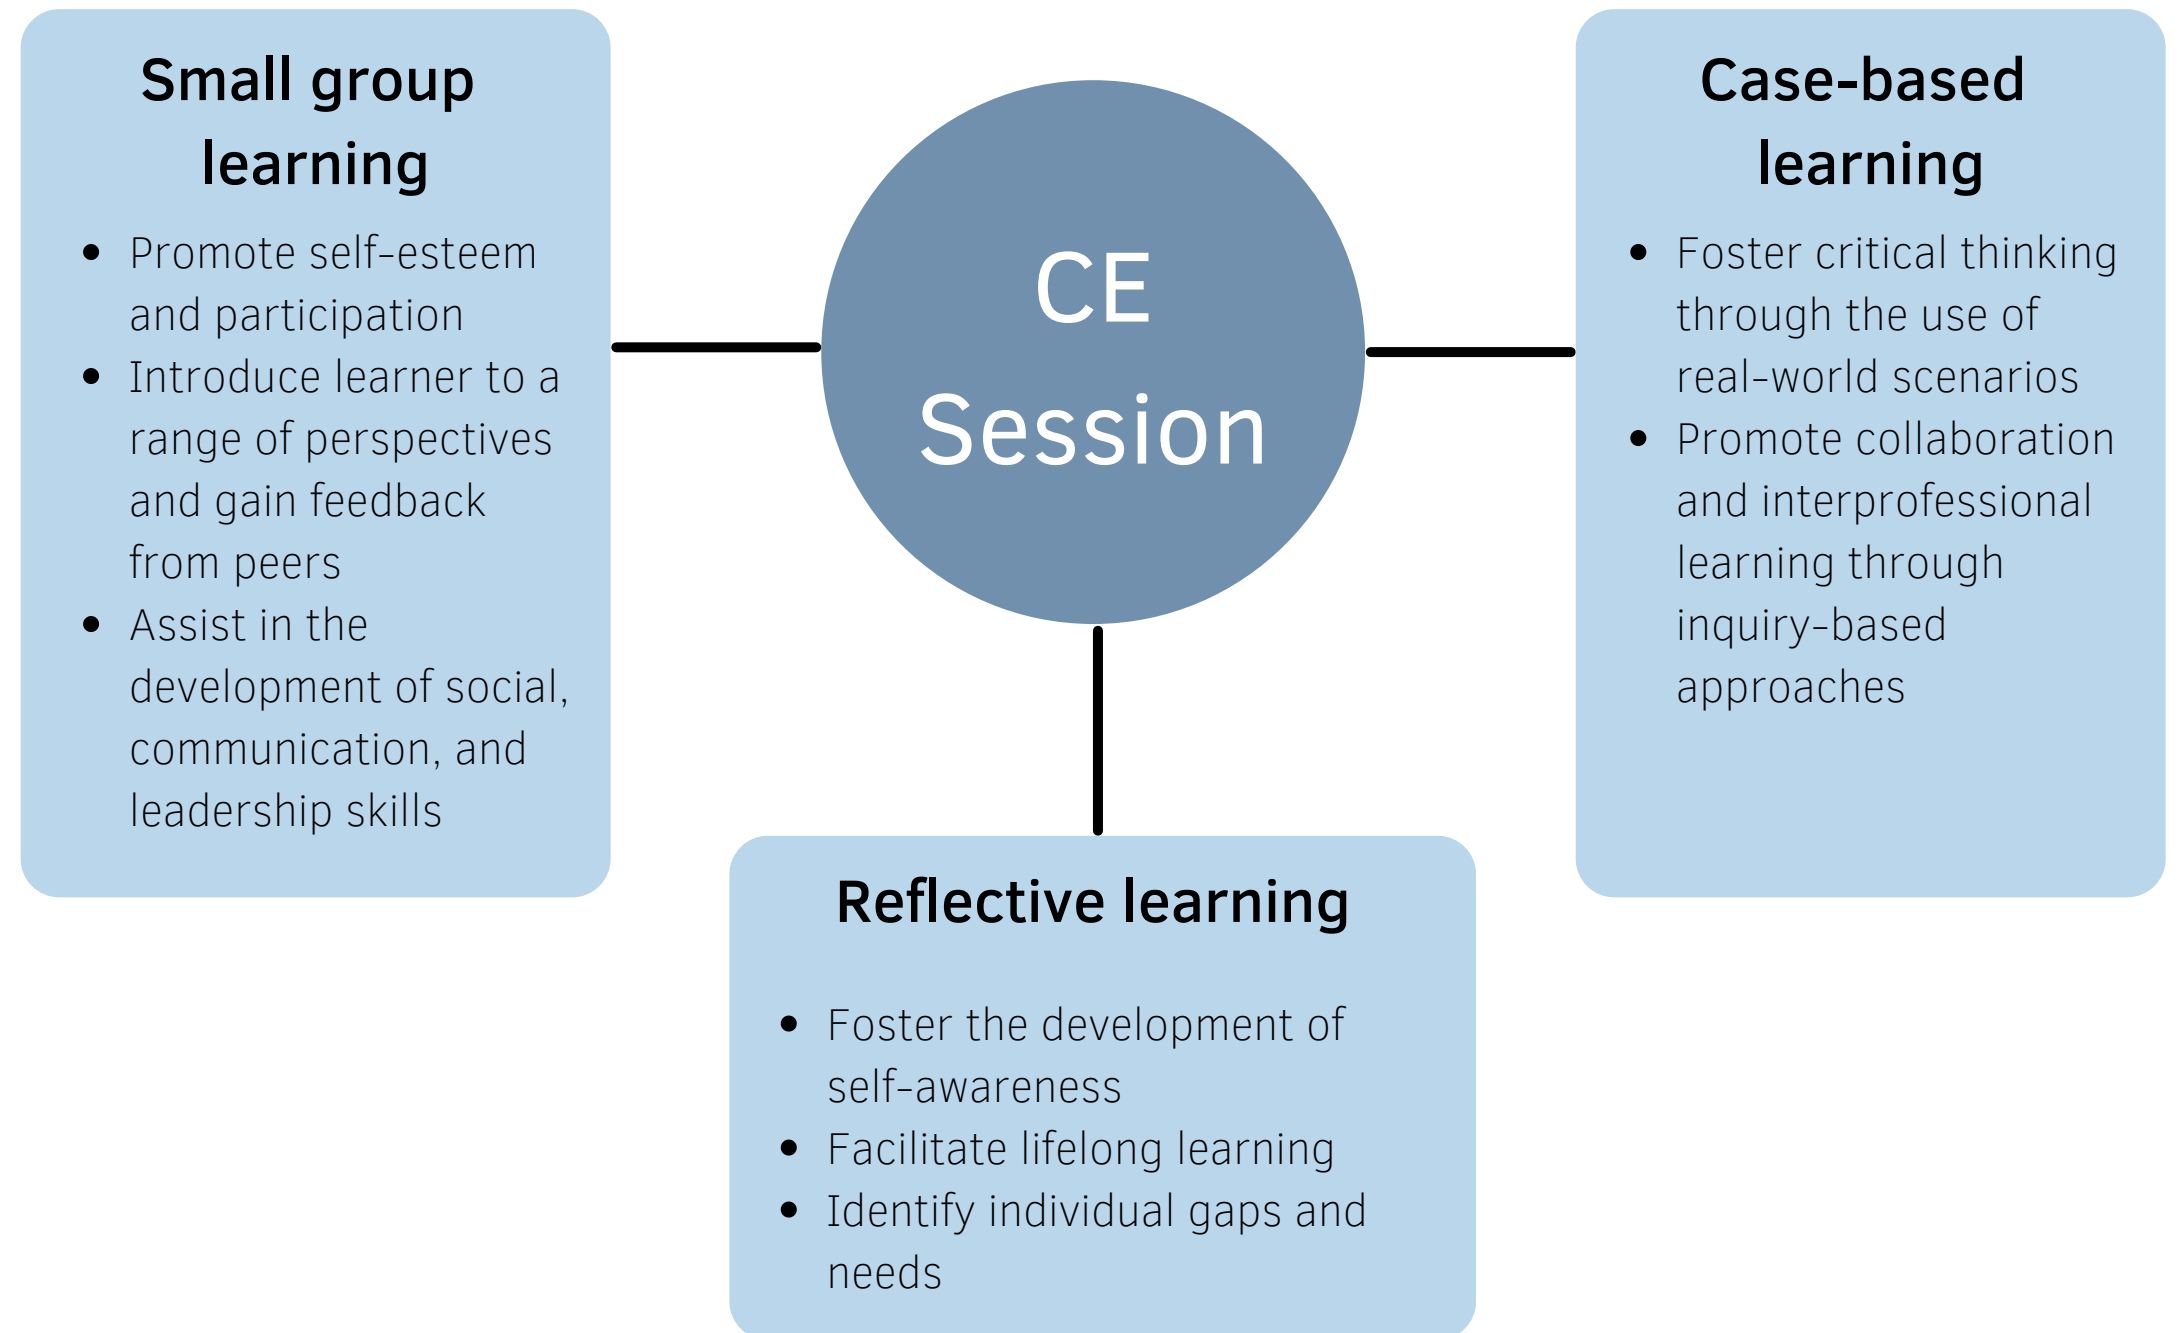 Small group
learning
• Promote self-esteem
and participation
• Introduce learner to a
range of perspectives
and gain feedback
from peers
• Assist in the
development of social,
communication, and
leadership skills
CE
Session
Case-based
learning
• Foster critical thinking
through the use of
real-world scenarios
• Promote collaboration
and interprofessional
learning through
inquiry-based
approaches
Reflective learning
• Foster the development of
self-awareness
• Facilitate lifelong learning
• Identify individual gaps and
needs